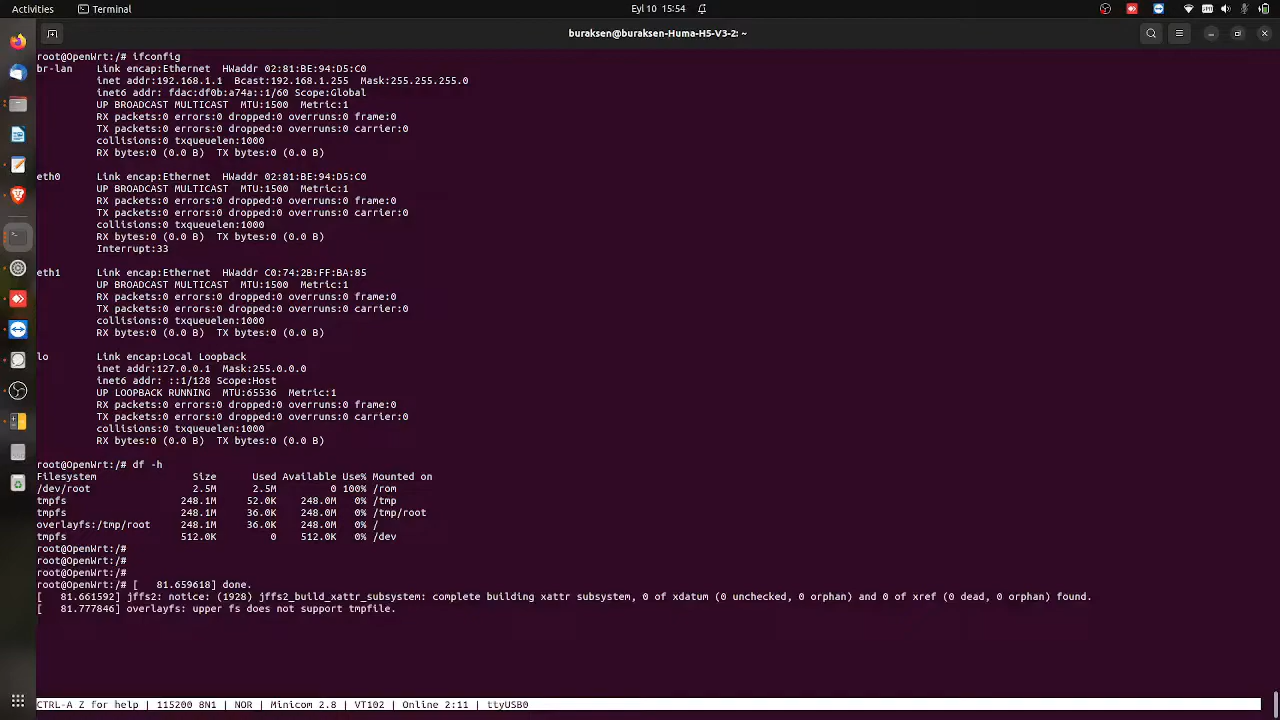 Activities Terminal Eyl 10 15:54
buraksen@buraksen-Huma-H5-V3-2: ~
root@OpenWrt:/# ifconfig
br-lan Link encap:Ethernet HWaddr 02:81:BE:94:D5:C0
inet addr:192.168.1.1 Bcast:192.168.1.255 Mask:255.255.255.0
inet6 addr: fdac:df0b:a74a::1/60 Scope:Global
UP BROADCAST MULTICAST MTU:1500 Metric:1
RX packets:0 errors:0 dropped:0 overruns:0 frame:0
TX packets:0 errors:0 dropped:0 overruns:0 carrier:0
collisions:0 txqueuelen:1000
RX bytes:0 (0.0 B) TX bytes:0 (0.0 B)
eth0 Link encap:Ethernet HWaddr 02:81:BE:94:D5:C0
UP BROADCAST MULTICAST MTU:1500 Metric:1
RX packets:0 errors:0 dropped:0 overruns:0 frame:0
TX packets:0 errors:0 dropped:0 overruns:0 carrier:0
collisions:0 txqueuelen:1000
RX bytes:0 (0.0 B) TX bytes:0 (0.0 B)
Interrupt:33
eth1 Link encap:Ethernet HWaddr C0:74:2B:FF:BA:85
UP BROADCAST MULTICAST MTU:1500 Metric:1
RX packets:0 errors:0 dropped:0 overruns:0 frame:0
TX packets:0 errors:0 dropped:0 overruns:0 carrier:0
collisions:0 txqueuelen:1000
RX bytes:0 (0.0 B) TX bytes:0 (0.0 B)
lo Link encap:Local Loopback
inet addr:127.0.0.1 Mask:255.0.0.0
inet6 addr: ::1/128 Scope:Host
UP LOOPBACK RUNNING MTU:65536 Metric:1
RX packets:0 errors:0 dropped:0 overruns:0 frame:0
TX packets:0 errors:0 dropped:0 overruns:0 carrier:0
collisions:0 txqueuelen:1000
RX bytes:0 (0.0 B) TX bytes:0 (0.0 B)
root@OpenWrt:/# df -h
Filesystem Size Used Available Use% Mounted on
/dev/root 2.5M 2.5M 0 100% /rom
tmpfs 248.1M 52.0K 248.0M 0% /tmp
tmpfs 248.1M 36.0K 248.0M 0% /tmp/root
overlayfs:/tmp/root 248.1M 36.0K 248.0M 0% /
tmpfs 512.0K 0 512.0K 0% /dev
root@OpenWrt:/#
root@OpenWrt:/#
root@OpenWrt:/#
root@OpenWrt:/# [ 81.659618] done.
[ 81.661592] jffs2: notice: (1928) jffs2_build_xattr_subsystem: complete building xattr subsystem, 0 of xdatum (0 unchecked, 0 orphan) and 0 of xref (0 dead, 0 orphan) found.
[ 81.777846] overlayfs: upper fs does not support tmpfile.
CTRL-A Z for help | 115200 8N1 | NOR | Minicom 2.8 | VT102 | Online 2:11 | ttyUSB0